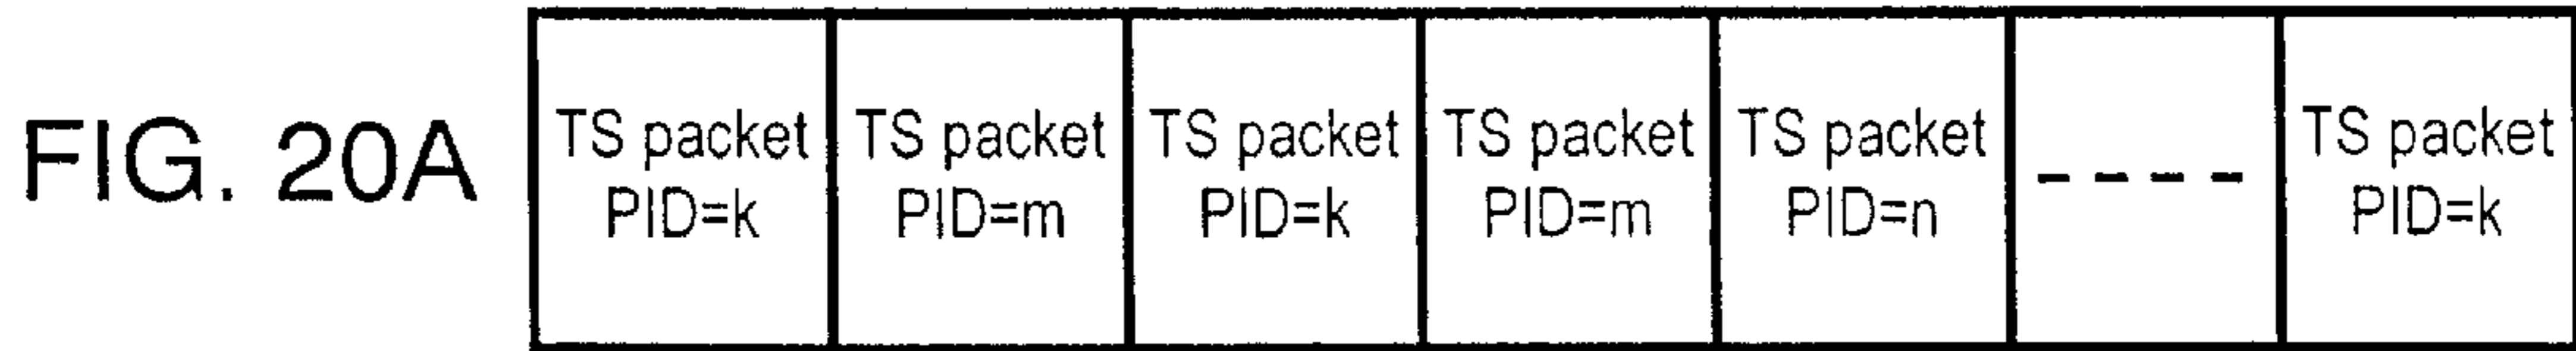 FIG. 20A
TS packet TS packet TS packet TS packet TS packet ---- TS packet
PID=k PID=m PID=k PID=m PID=n PID=k